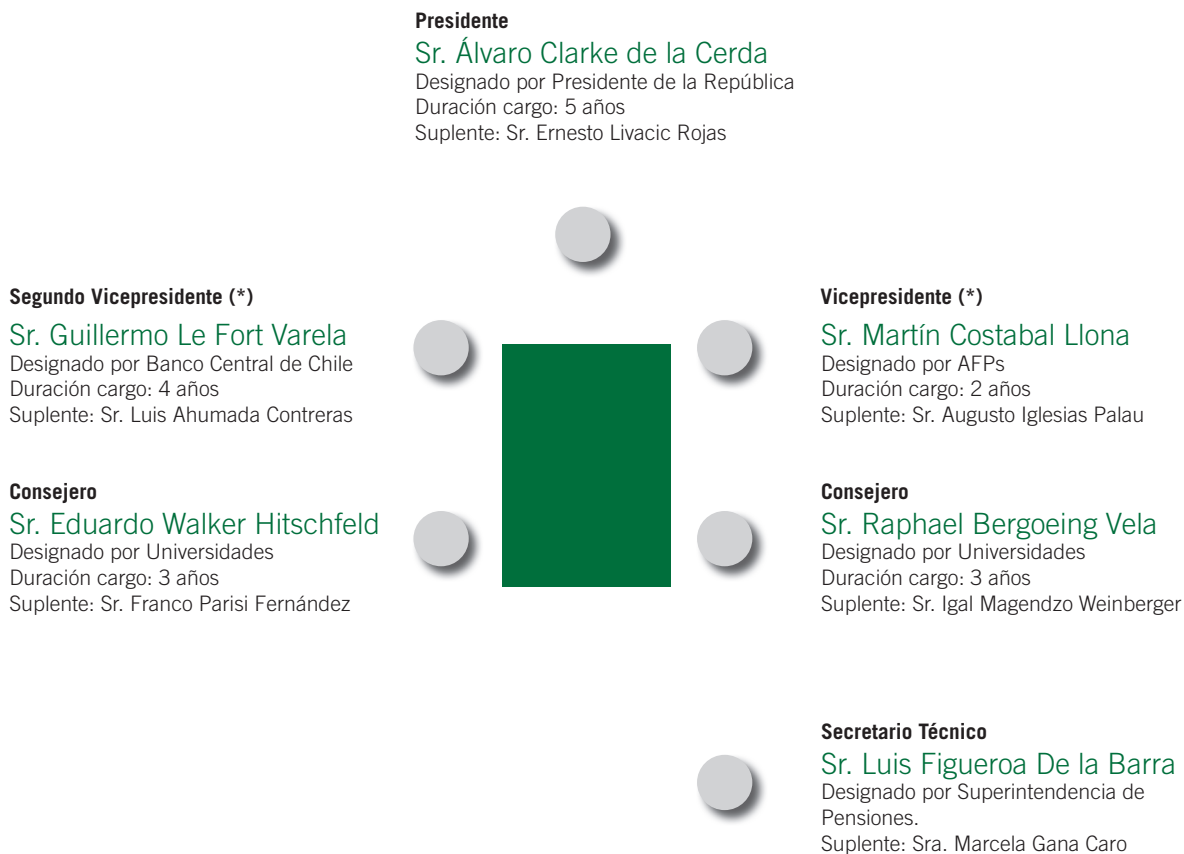 Presidente
Sr. Álvaro Clarke de la Cerda
Designado por Presidente de la República
Duración cargo: 5 años
Suplente: Sr. Ernesto Livacic Rojas
Segundo Vicepresidente (*)
Sr. Guillermo Le Fort Varela
Designado por Banco Central de Chile
Duración cargo: 4 años
Suplente: Sr. Luis Ahumada Contreras
Vicepresidente (*)
Sr. Martín Costabal Llona
Designado por AFPs
Duración cargo: 2 años
Suplente: Sr. Augusto Iglesias Palau
Consejero
Sr. Eduardo Walker Hitschfeld
Designado por Universidades
Duración cargo: 3 años
Suplente: Sr. Franco Parisi Fernández
Consejero
Sr. Raphael Bergoeing Vela
Designado por Universidades
Duración cargo: 3 años
Suplente: Sr. Igal Magendzo Weinberger
Secretario Técnico
Sr. Luis Figueroa De la Barra
Designado por Superintendencia de
Pensiones.
Suplente: Sra. Marcela Gana Caro